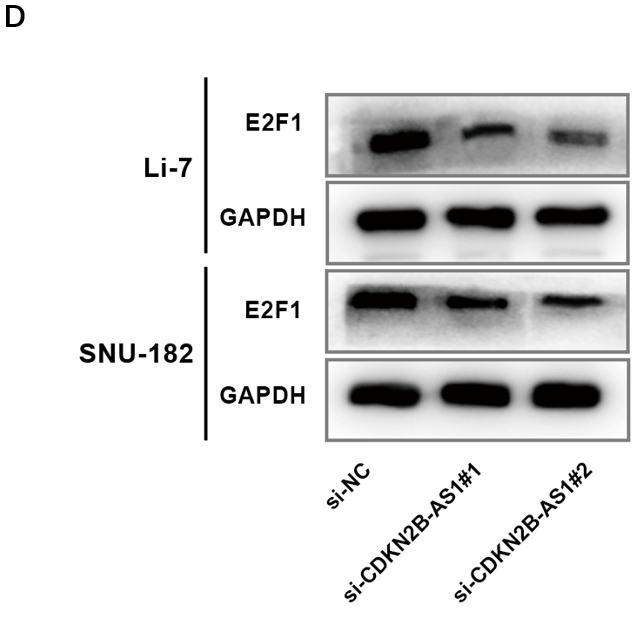 D
Li-7
E2F1
GAPDH
SNU-182
E2F1
GAPDH
si-NC
si-CDKN2B-AS1#1
si-CDKN2B-AS1#2